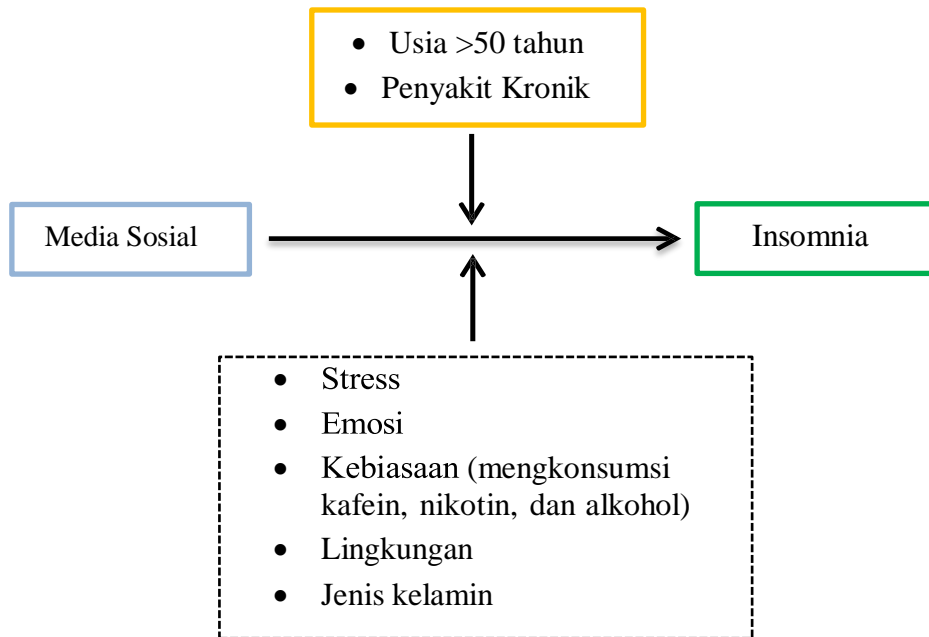 • Usia >50 tahun
• Penyakit Kronik
Media Sosial
Insomnia
• Stress
• Emosi
• Kebiasaan (mengkonsumsi
kafein, nikotin, dan alkohol)
• Lingkungan
• Jenis kelamin